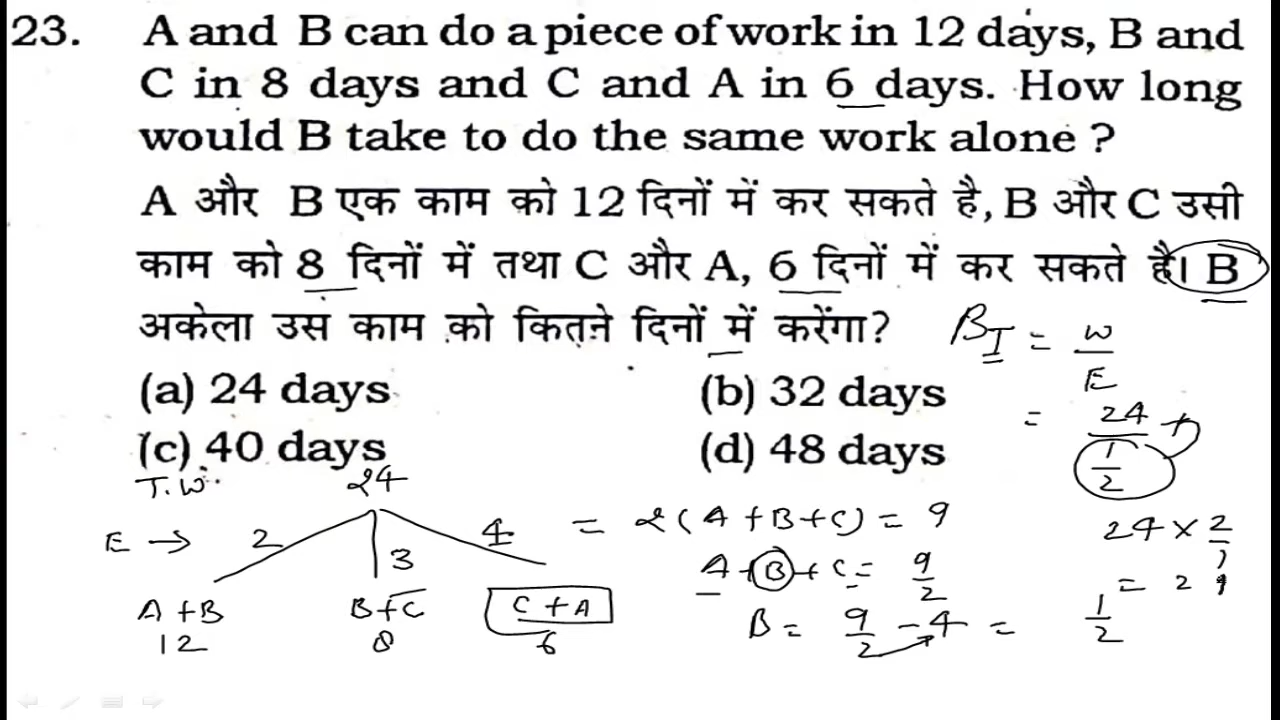 23. A and B can do a piece of work in 12 days, B and
C in 8 days and C and A in 6 days. How long
would B take to do the same work alone ?
A और B एक काम को 12 दिनों में कर सकते है, B और C उसी
काम को 8 दिनों में तथा C और A, 6 दिनों में कर सकते है। B
अकेला उस काम को कितने दिनों में करेंगा?
(a) 24 days (b) 32 days
(c) 40 days (d) 48 days
B_I = w/E
= 24/(1/2)
24 × 2/1
= 2
T.W. 24
E → 2 3 4
A+B B+C C+A
12 8 6
= 2(A+B+C) = 9
A+B+C = 9/2
B = 9/2 - 4 = 1/2